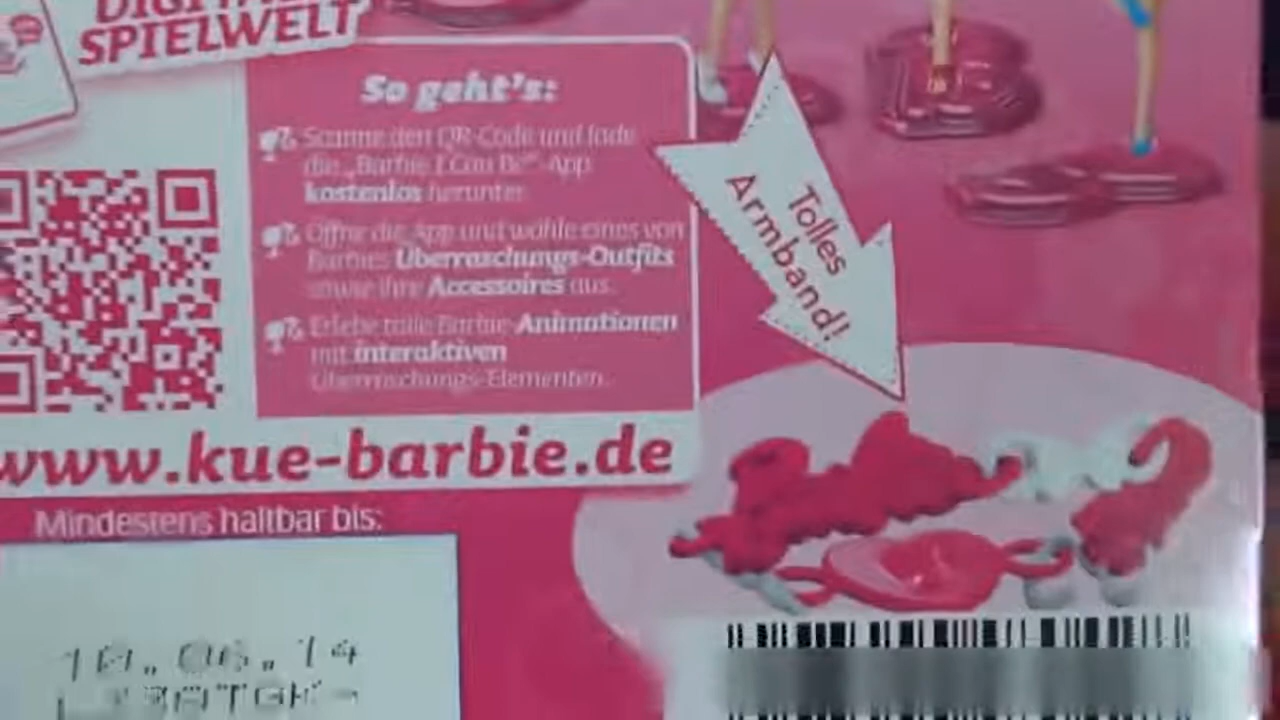 DIGITALE
SPIELWELT
So geht's:
Scanne den QR-Code und lade
die „Barbie I Can Be"-App
kostenlos herunter.
Öffne die App und wähle eines von
Barbies Überraschungs-Outfits
sowie ihre Accessoires aus.
Erlebe tolle Barbie-Animationen
mit interaktiven
Überraschungs-Elementen.
www.kue-barbie.de
Tolles
Armband!
Mindestens haltbar bis: